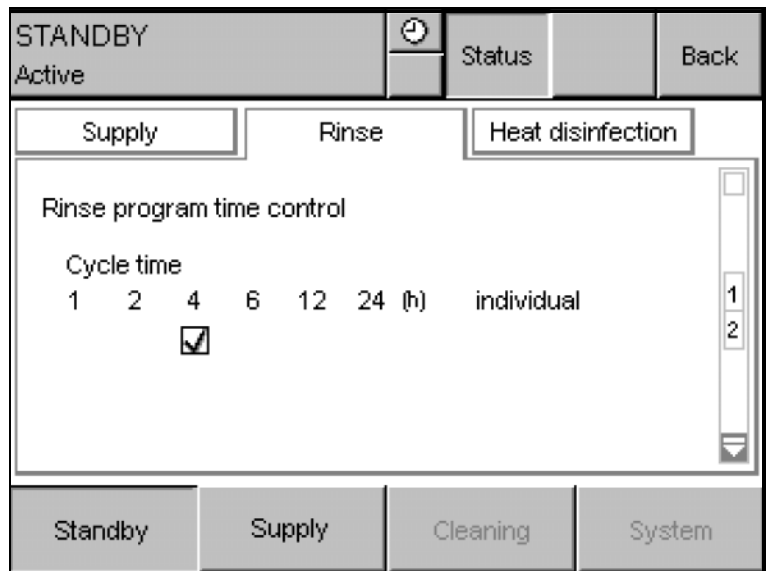 STANDBY
Active
Status
Back
Supply
Rinse
Heat disinfection
Rinse program time control
Cycle time
1 2 4 6 12 24 (h) individual
1
2
Standby
Supply
Cleaning
System